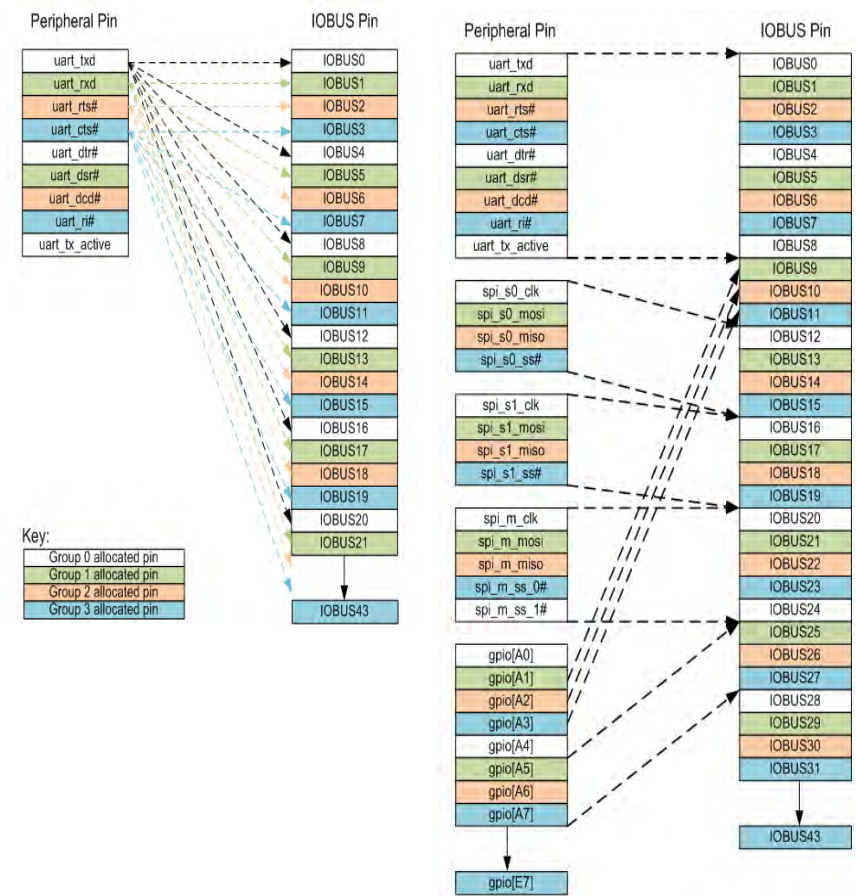 Peripheral Pin
uart_txd
uart_rxd
uart_rts#
uart_cts#
uart_dtr#
uart_dsr#
uart_dcd#
uart_ri#
uart_tx_active
Key:
Group 0 allocated pin
Group 1 allocated pin
Group 2 allocated pin
Group 3 allocated pin
IOBUS Pin
IOBUS0
IOBUS1
IOBUS2
IOBUS3
IOBUS4
IOBUS5
IOBUS6
IOBUS7
IOBUS8
IOBUS9
IOBUS10
IOBUS11
IOBUS12
IOBUS13
IOBUS14
IOBUS15
IOBUS16
IOBUS17
IOBUS18
IOBUS19
IOBUS20
IOBUS21
IOBUS43
Peripheral Pin
uart_txd
uart_rxd
uart_rts#
uart_cts#
uart_dtr#
uart_dsr#
uart_dcd#
uart_ri#
uart_tx_active
spi_s0_clk
spi_s0_mosi
spi_s0_miso
spi_s0_ss#
spi_s1_clk
spi_s1_mosi
spi_s1_miso
spi_s1_ss#
spi_m_clk
spi_m_mosi
spi_m_miso
spi_m_ss_0#
spi_m_ss_1#
gpio[A0]
gpio[A1]
gpio[A2]
gpio[A3]
gpio[A4]
gpio[A5]
gpio[A6]
gpio[A7]
gpio[E7]
IOBUS Pin
IOBUS0
IOBUS1
IOBUS2
IOBUS3
IOBUS4
IOBUS5
IOBUS6
IOBUS7
IOBUS8
IOBUS9
IOBUS10
IOBUS11
IOBUS12
IOBUS13
IOBUS14
IOBUS15
IOBUS16
IOBUS17
IOBUS18
IOBUS19
IOBUS20
IOBUS21
IOBUS22
IOBUS23
IOBUS24
IOBUS25
IOBUS26
IOBUS27
IOBUS28
IOBUS29
IOBUS30
IOBUS31
IOBUS43